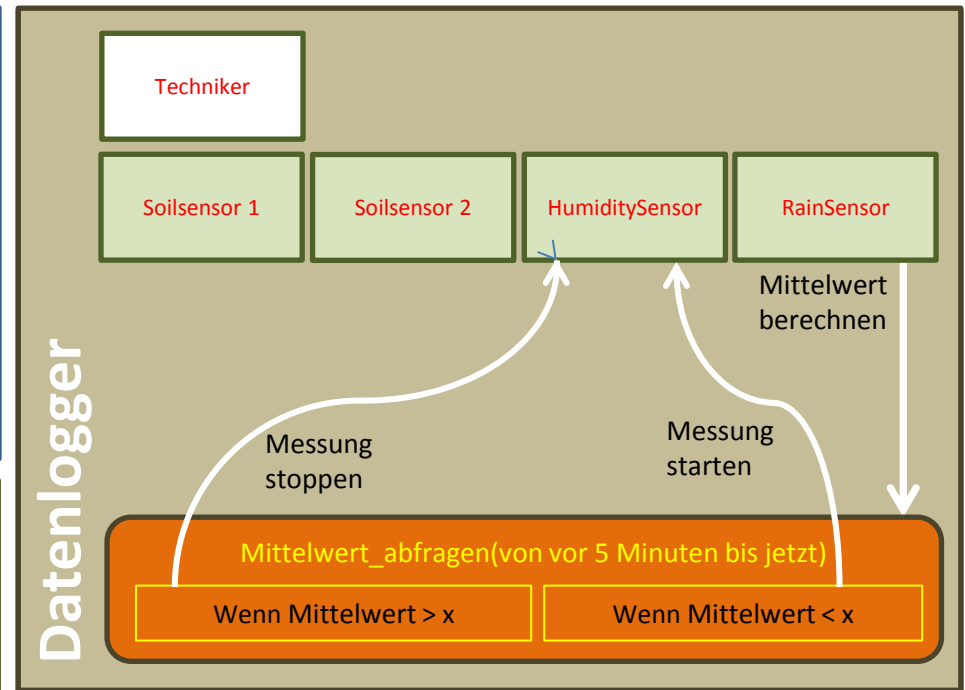 Techniker
Soilsensor 1
Soilsensor 2
HumiditySensor
RainSensor
Mittelwert
berechnen
Messung
stoppen
Messung
starten
Datenlogger
Mittelwert_abfragen(von vor 5 Minuten bis jetzt)
Wenn Mittelwert > x
Wenn Mittelwert < x